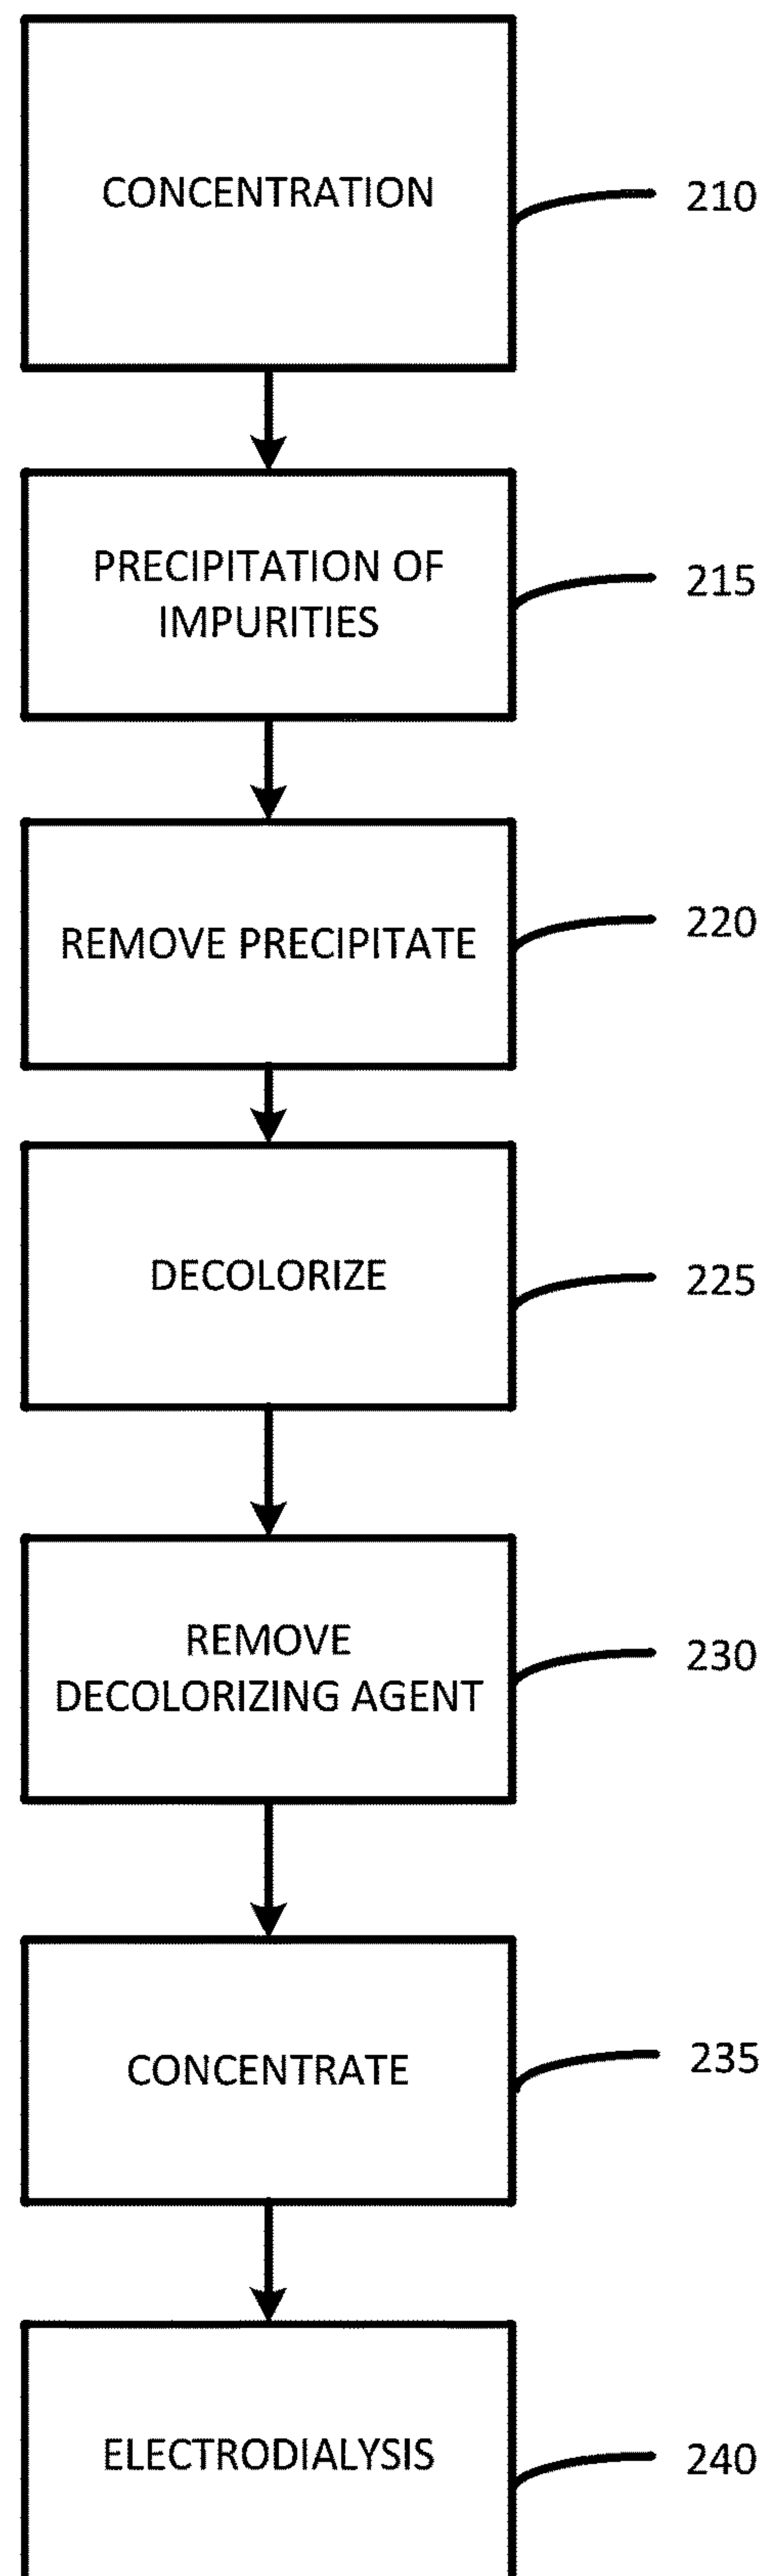 CONCENTRATION
210
PRECIPITATION OF
IMPURITIES
215
REMOVE PRECIPITATE
220
DECOLORIZE
225
REMOVE
DECOLORIZING AGENT
230
CONCENTRATE
235
ELECTRODIALYSIS
240